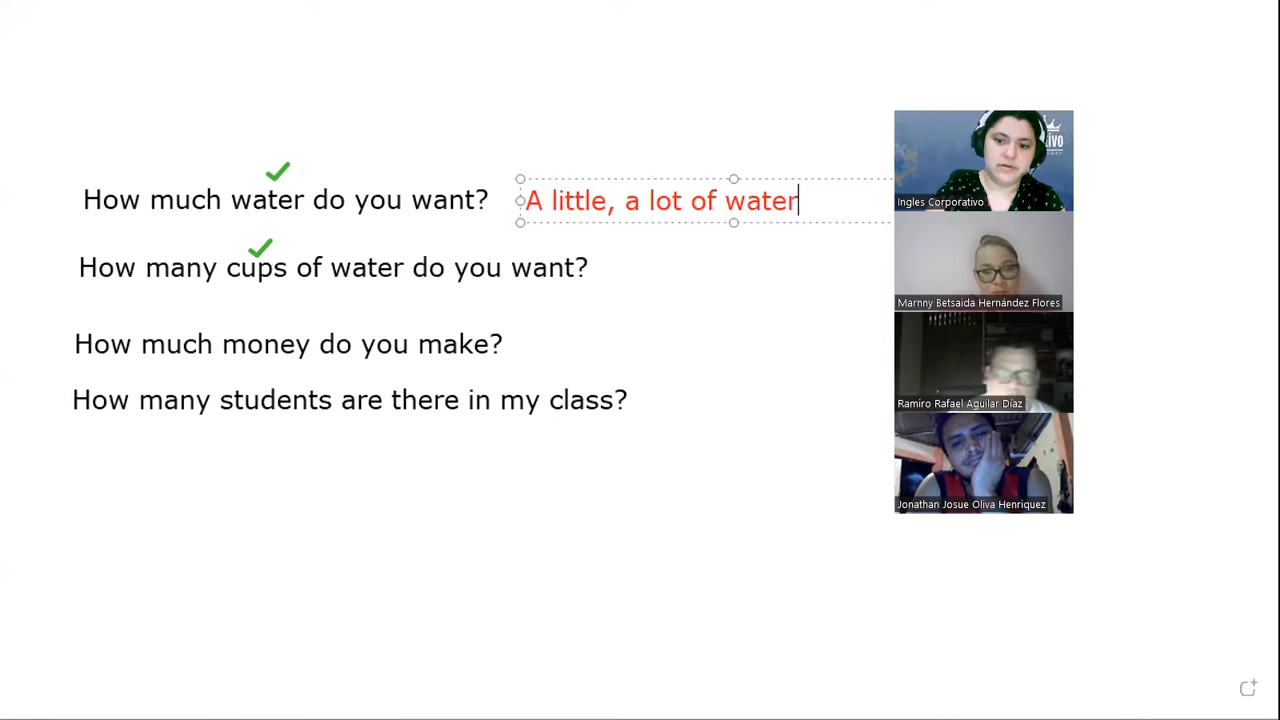 How much water do you want?
A little, a lot of water
How many cups of water do you want?
How much money do you make?
How many students are there in my class?
Ingles Corporativo
Marnny Betsaida Hernández Flores
Ramiro Rafael Aguilar Díaz
Jonathan Josue Oliva Henriquez